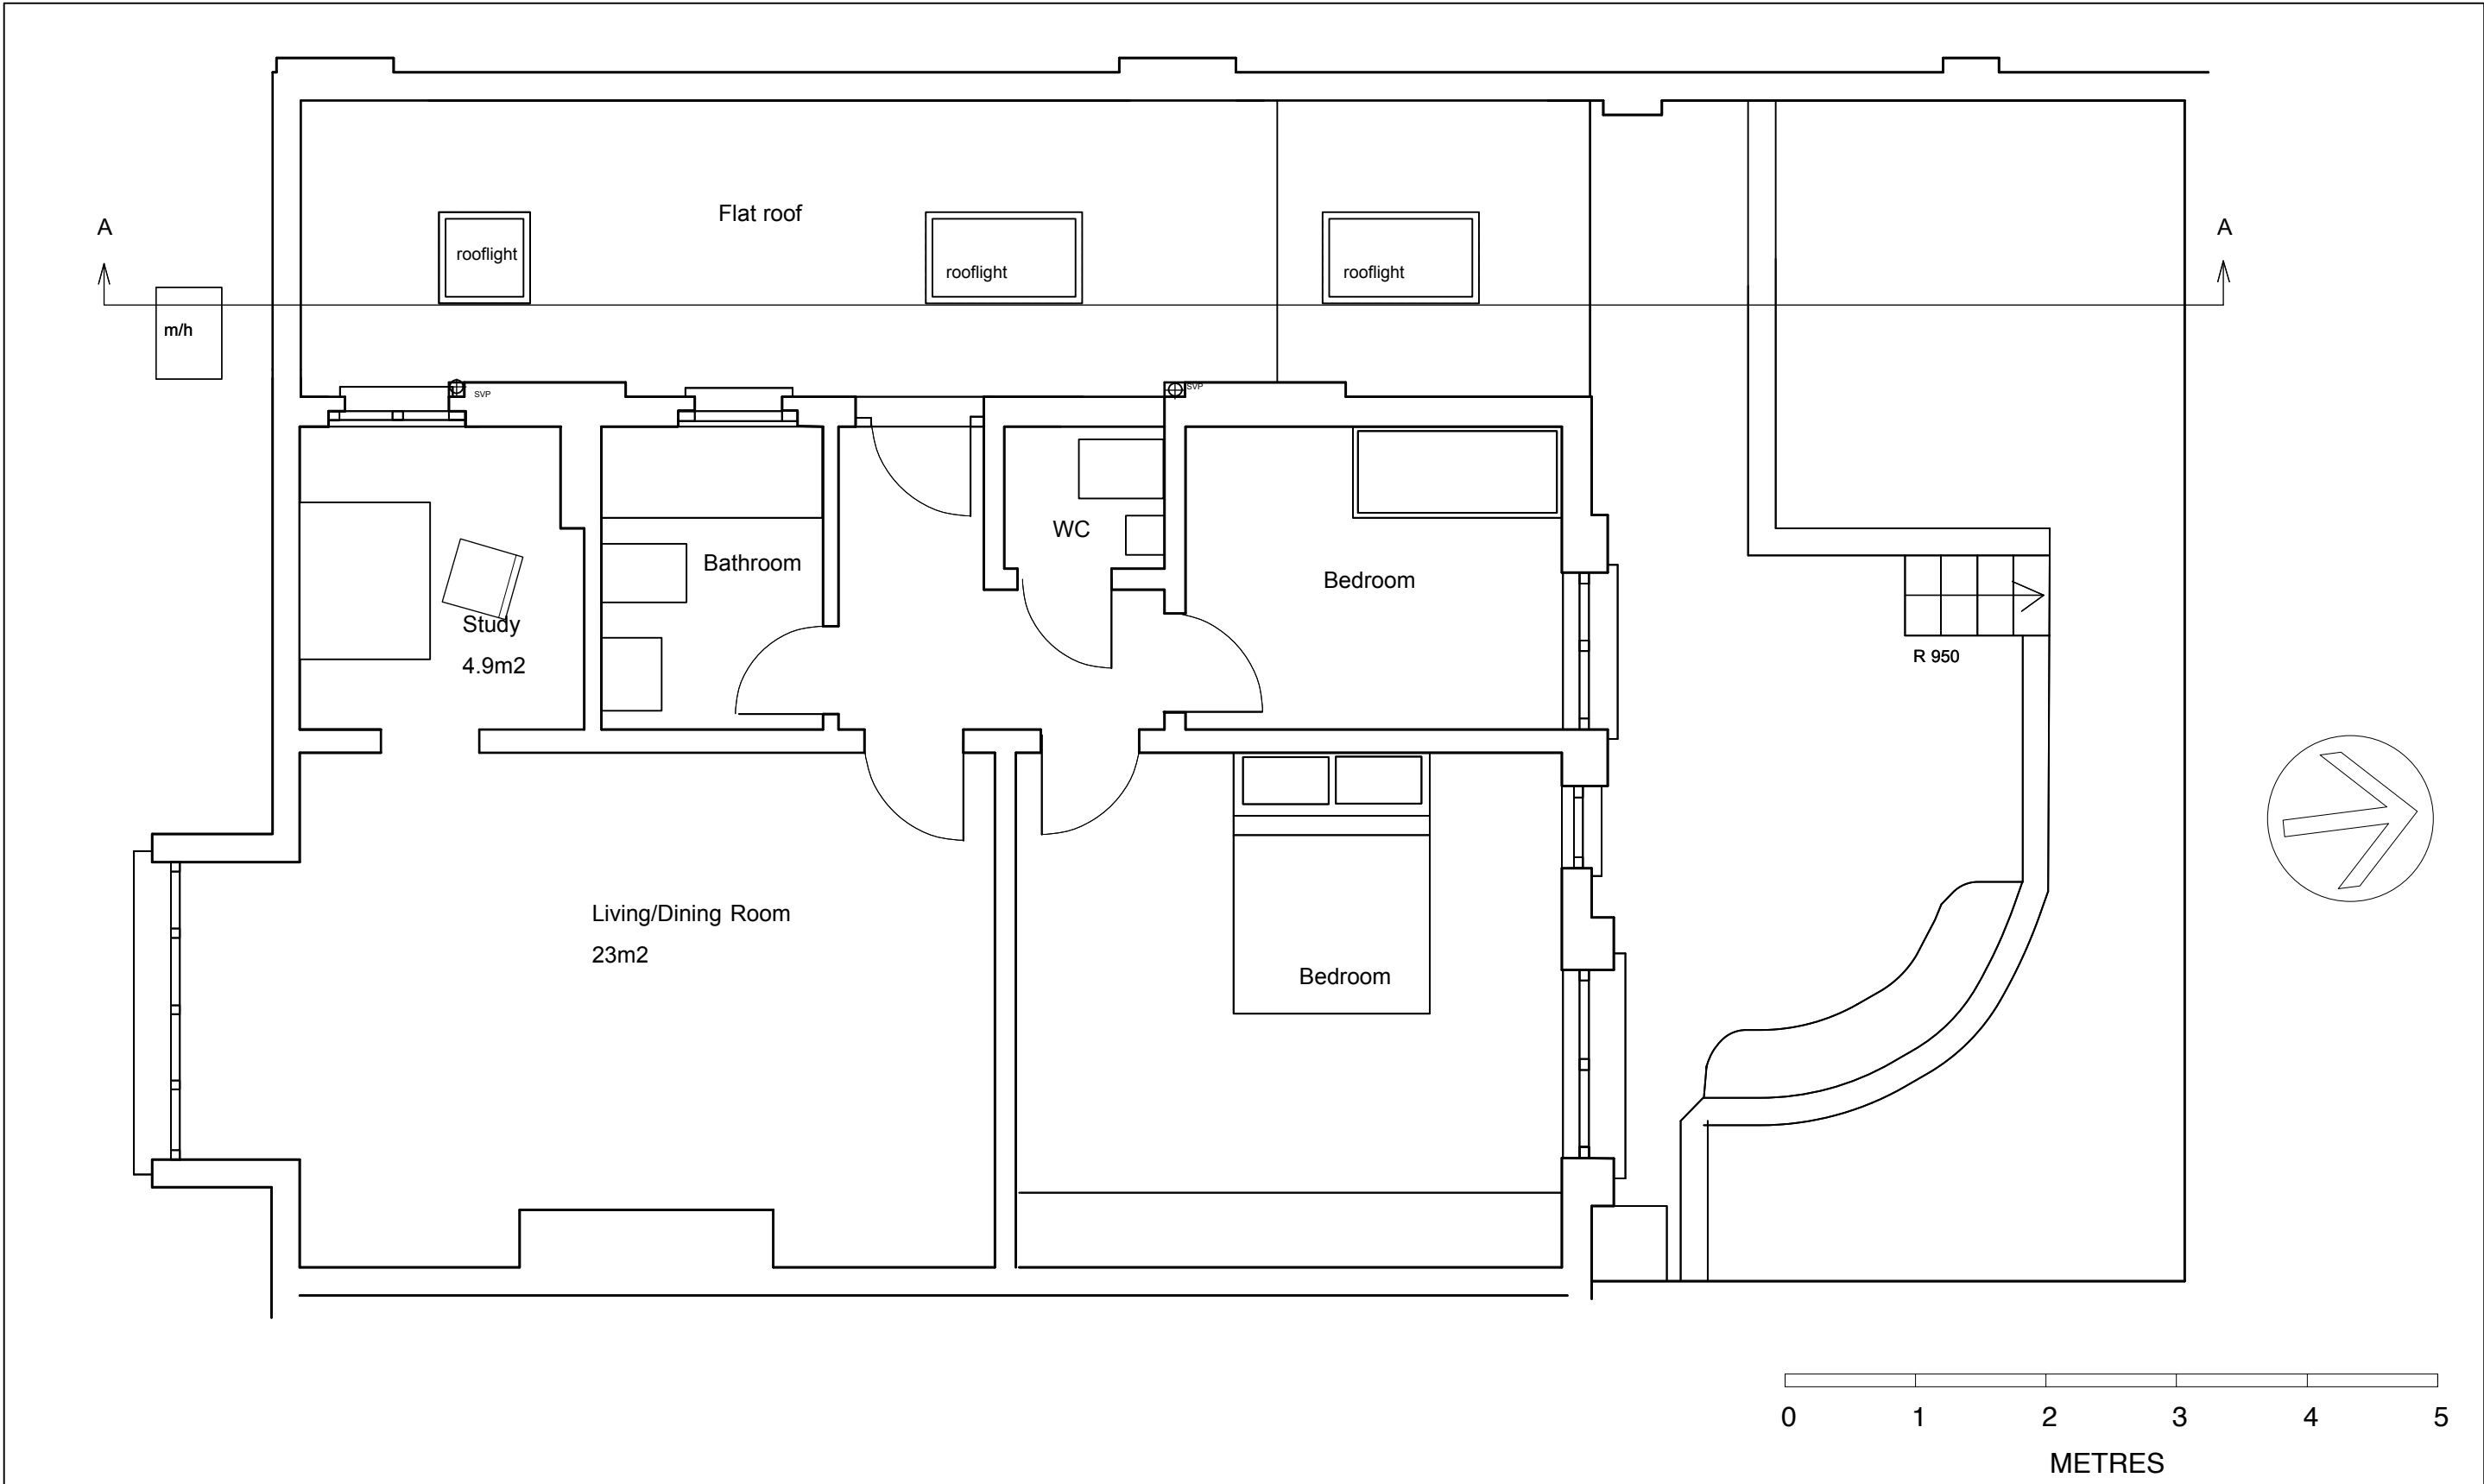 A
A
Flat roof
rooflight
rooflight
rooflight
m/h
SVP
SVP
WC
Bathroom
Bedroom
Study
4.9m2
R 950
Living/Dining Room
23m2
Bedroom
0 1 2 3 4 5
METRES